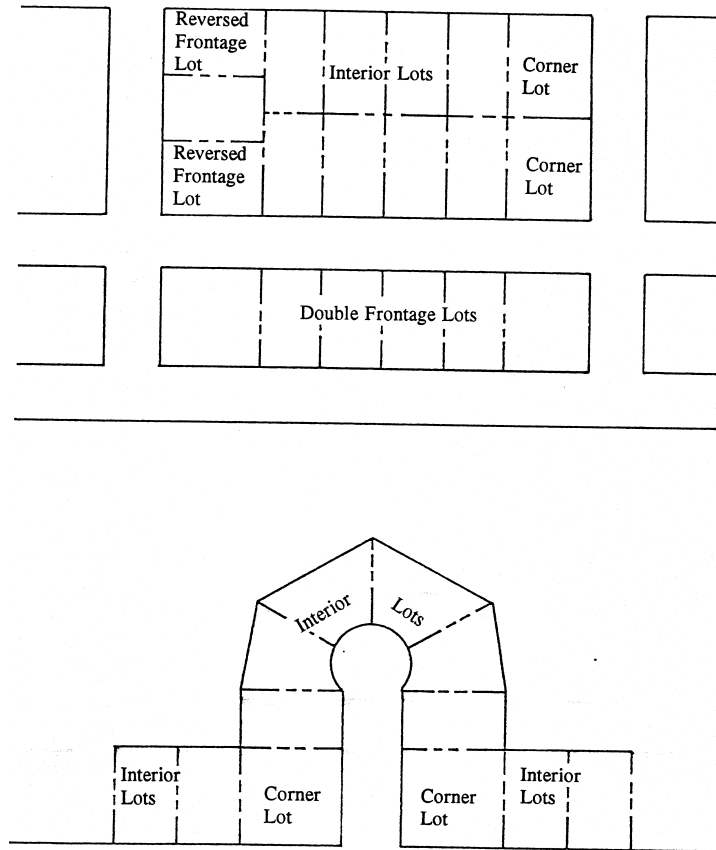 Reversed
Frontage
Lot
Interior Lots
Corner
Lot
Reversed
Frontage
Lot
Corner
Lot
Double Frontage Lots
Interior
Lots
Interior
Lots
Corner
Lot
Corner
Lot
Interior
Lots